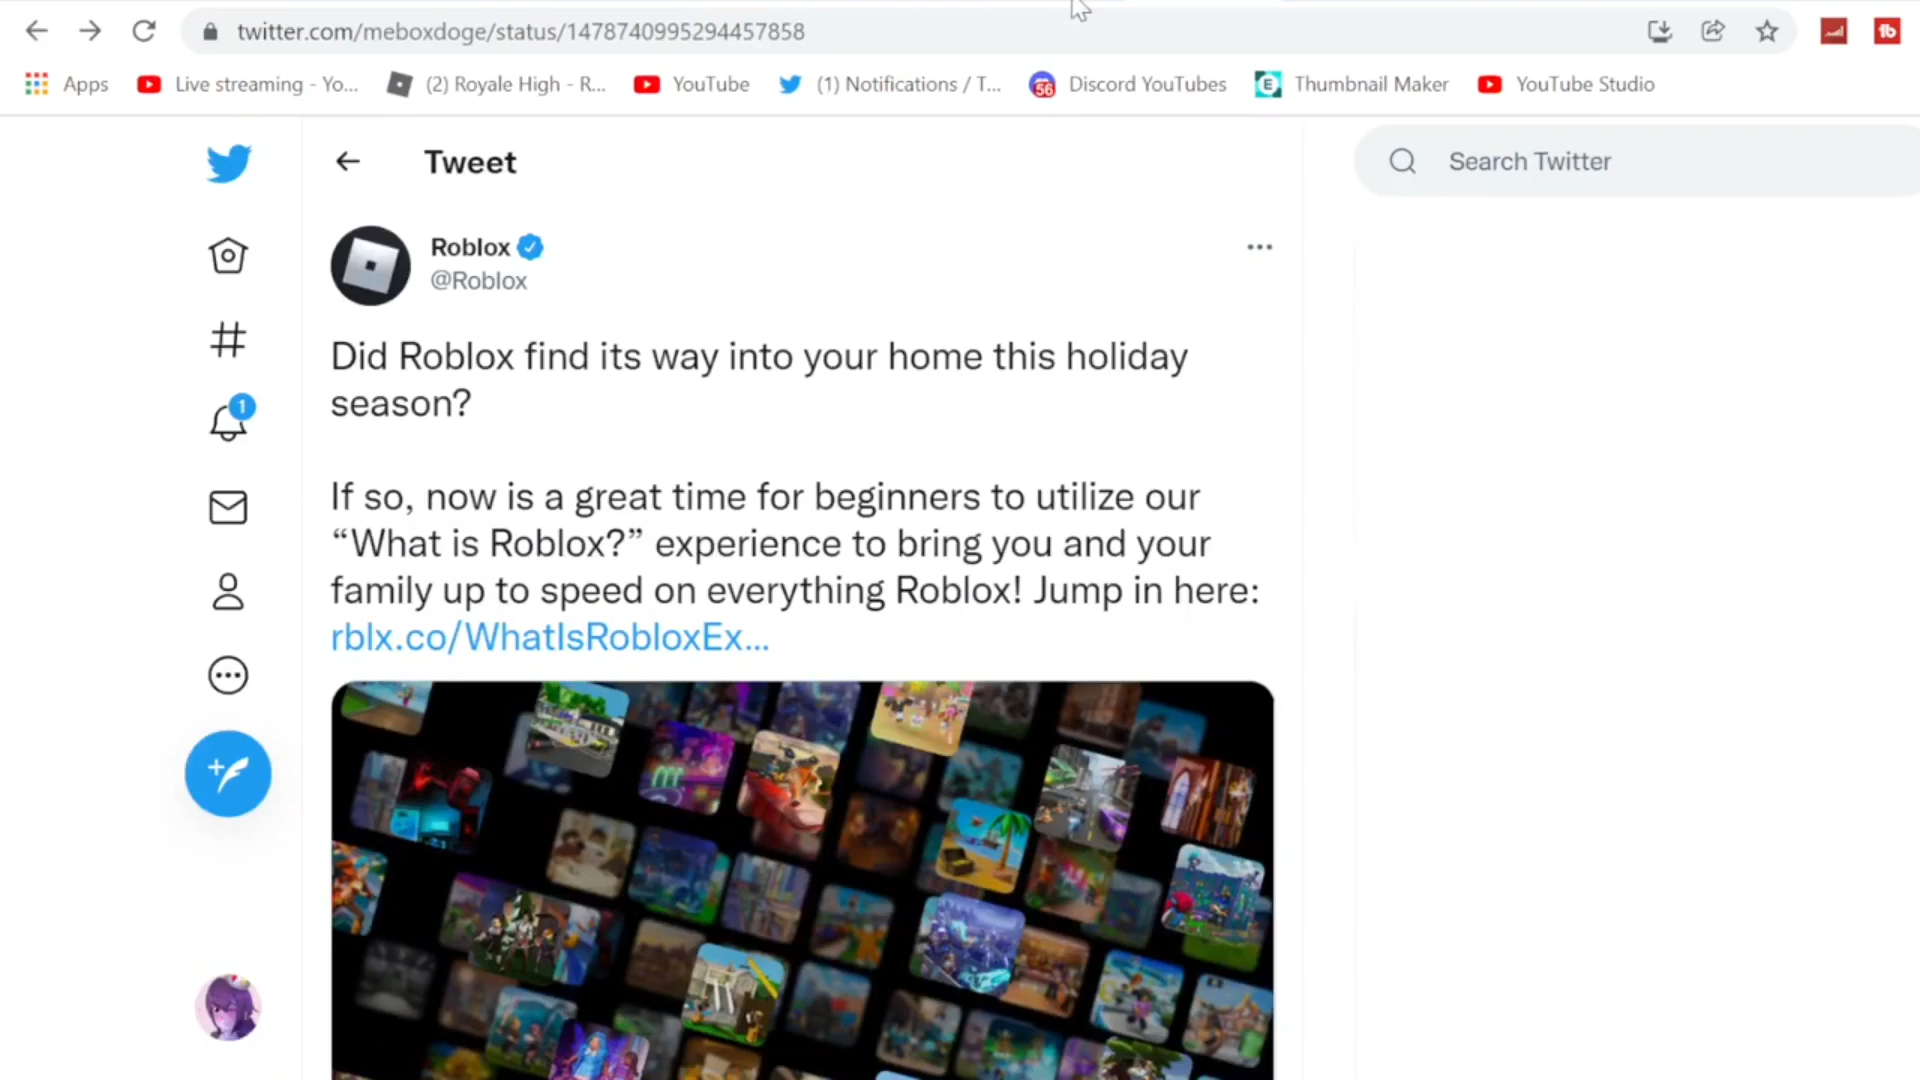 twitter.com/meboxdoge/status/1478740995294457858
Apps
Live streaming - Yo...
(2) Royale High - R...
YouTube
(1) Notifications / T...
56
Discord YouTubes
E
Thumbnail Maker
YouTube Studio
Tweet
Search Twitter
Roblox
@Roblox
Did Roblox find its way into your home this holiday
season?
1
If so, now is a great time for beginners to utilize our
“What is Roblox?” experience to bring you and your
family up to speed on everything Roblox! Jump in here:
rblx.co/WhatIsRobloxEx...